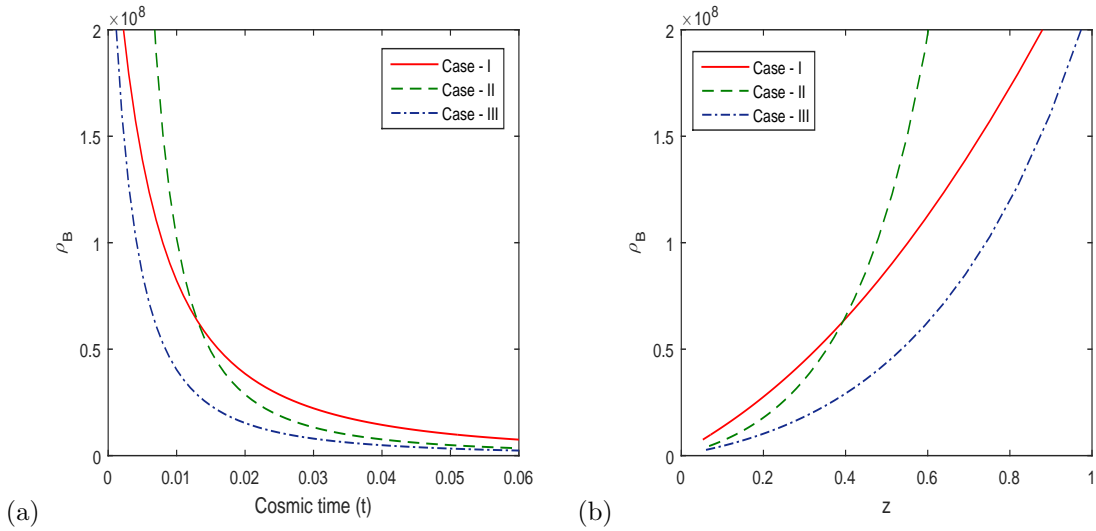 ×10^8
2
1.5
1
0.5
0
ρ_B
0 0.01 0.02 0.03 0.04 0.05 0.06
Cosmic time (t)
Case - I
Case - II
Case - III
(a)
×10^8
2
1.5
1
0.5
0
ρ_B
0 0.2 0.4 0.6 0.8 1
z
Case - I
Case - II
Case - III
(b)